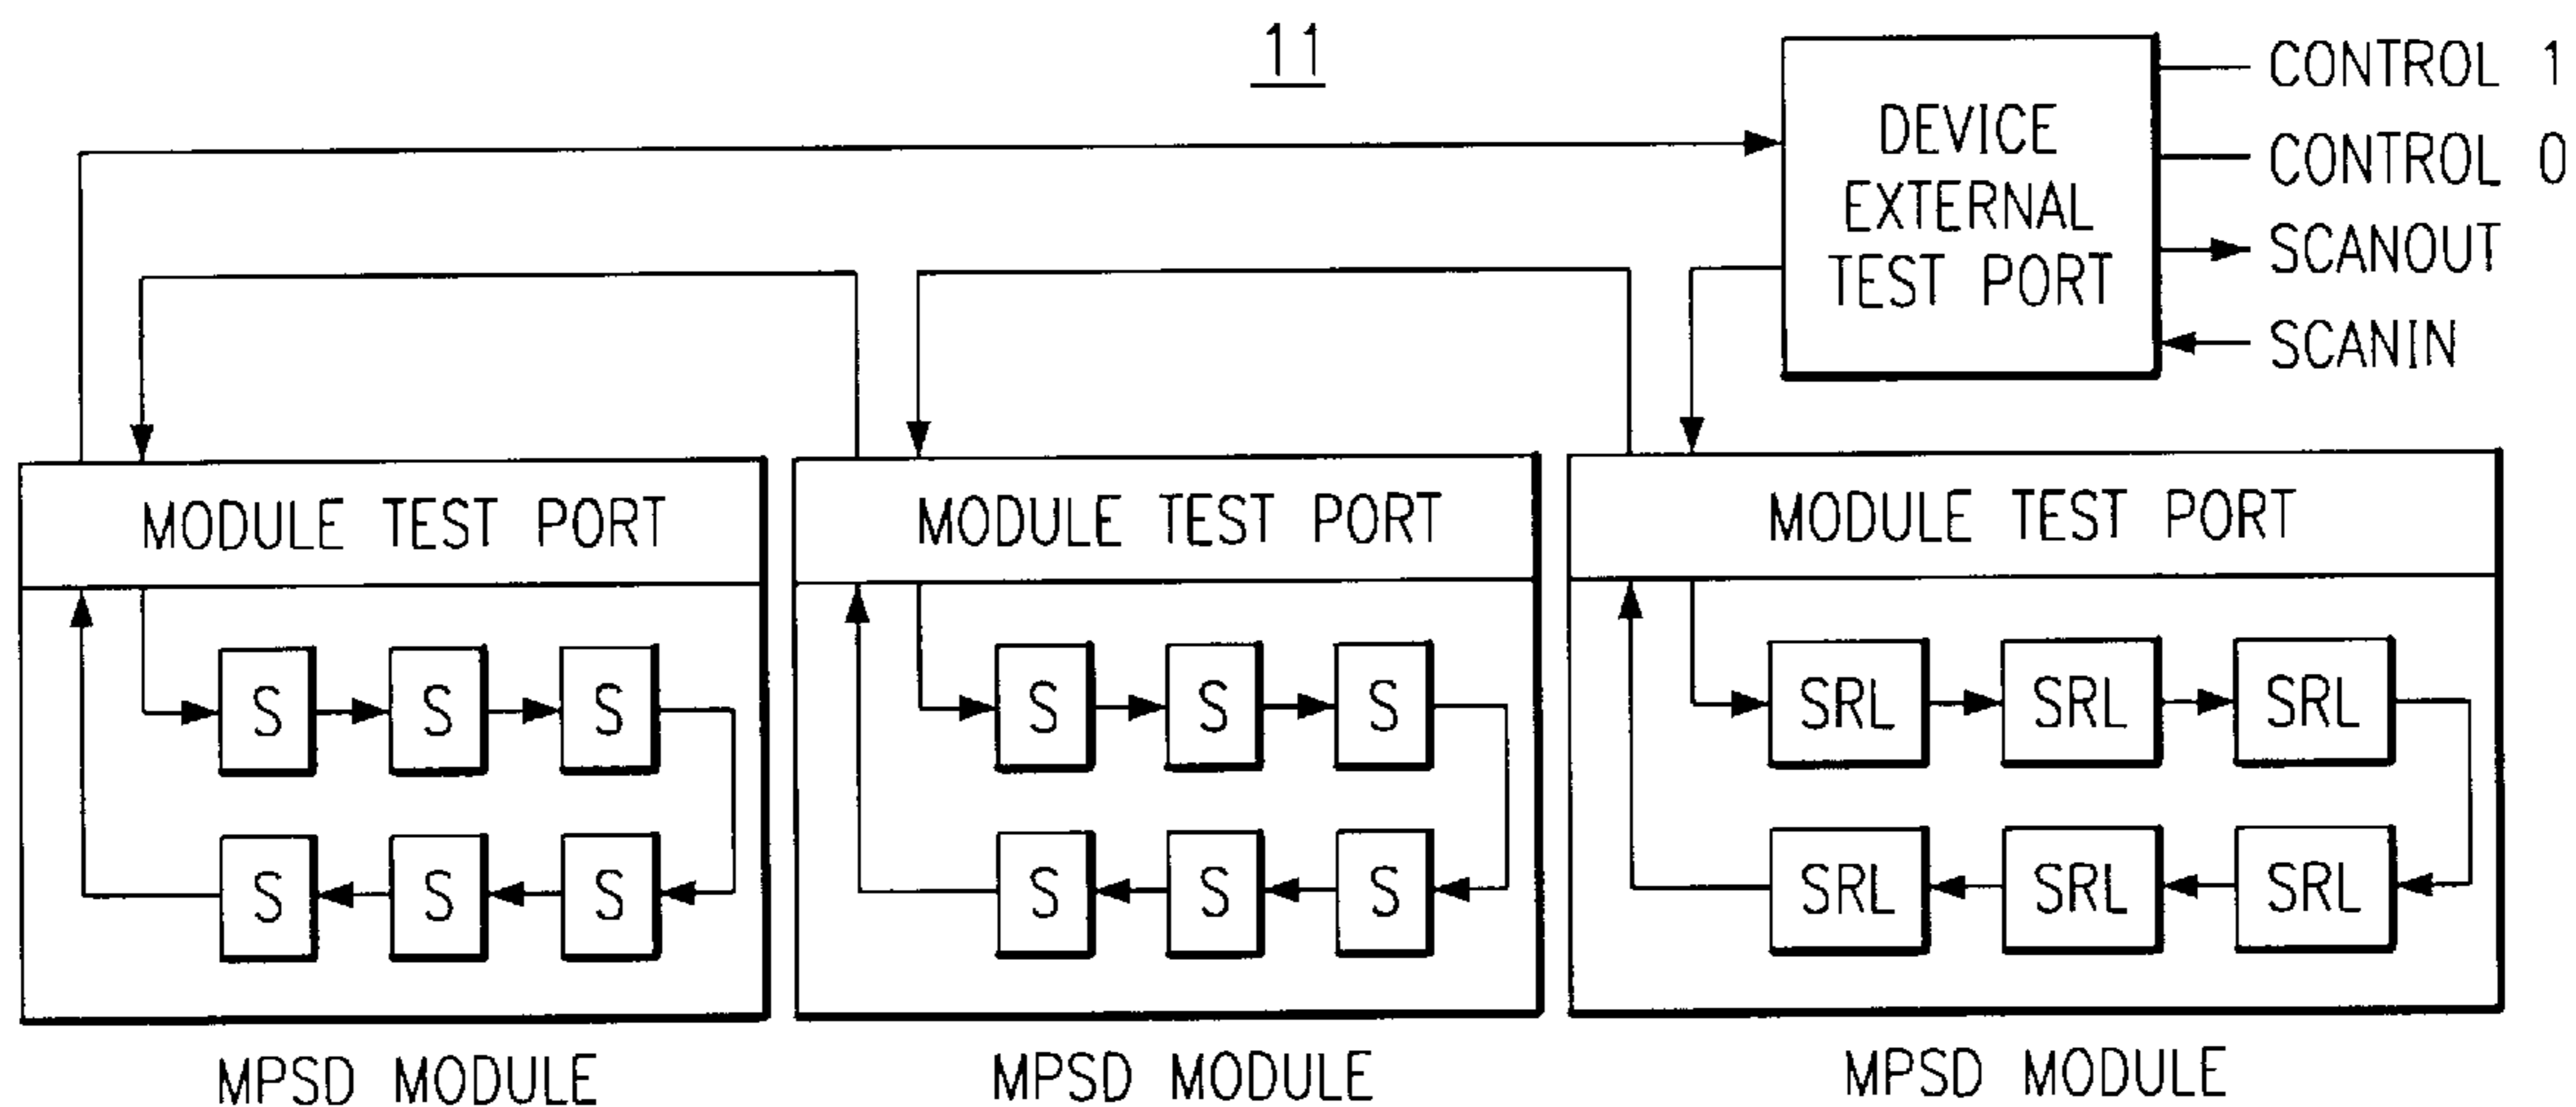 11
DEVICE
EXTERNAL
TEST PORT
CONTROL 1
CONTROL 0
SCANOUT
SCANIN
MODULE TEST PORT
S S S
S S S
MPSD MODULE
MODULE TEST PORT
S S S
S S S
MPSD MODULE
MODULE TEST PORT
SRL SRL SRL
SRL SRL SRL
MPSD MODULE